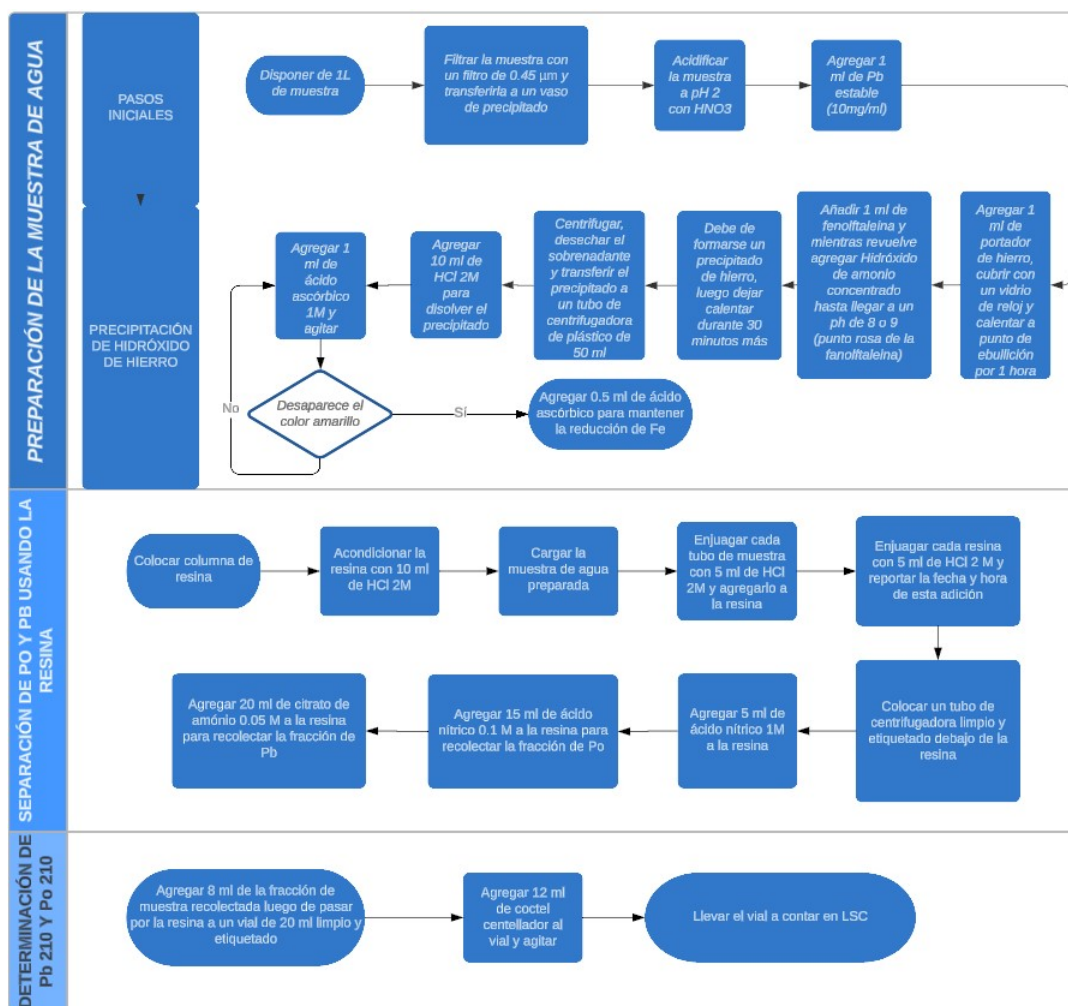 PREPARACIÓN DE LA MUESTRA DE AGUA
PASOS
INICIALES
Disponer de 1L
de muestra
Filtrar la muestra con
un filtro de 0.45 µm y
transferirla a un vaso
de precipitado
Acidificar
la muestra
a pH 2
con HNO3
Agregar 1
ml de Pb
estable
(10mg/ml)
PRECIPITACIÓN
DE HIDRÓXIDO
DE HIERRO
Agregar 1
ml de
portador
de hierro,
cubrir con
un vidrio
de reloj y
calentar a
punto de
ebullición
por 1 hora
Añadir 1 ml de
fenolftaleína y
mientras revuelve
agregar Hidróxido
de amonio
concentrado
hasta llegar a un
ph de 8 o 9
(punto rosa de la
fanolftaleína)
Debe de
formarse un
precipitado
de hierro,
luego dejar
calentar
durante 30
minutos más
Centrifugar,
desechar el
sobrenadante
y transferir el
precipitado a
un tubo de
centrifugadora
de plástico de
50 ml
Agregar
10 ml de
HCl 2M
para
disolver el
precipitado
Agregar 1
ml de
ácido
ascórbico
1M y
agitar
Desaparece el
color amarillo
No
Sí
Agregar 0.5 ml de ácido
ascórbico para mantener
la reducción de Fe
SEPARACIÓN DE PO Y PB USANDO LA
RESINA
Colocar columna de
resina
Acondicionar la
resina con 10 ml
de HCl 2M
Cargar la
muestra de agua
preparada
Enjuagar cada
tubo de muestra
con 5 ml de HCl
2M y agregarlo a
la resina
Enjuagar cada resina
con 5 ml de HCl 2 M y
reportar la fecha y hora
de esta adición
Colocar un tubo de
centrifugadora limpio y
etiquetado debajo de la
resina
Agregar 5 ml de
ácido nítrico 1M
a la resina
Agregar 15 ml de ácido
nítrico 0.1 M a la resina para
recolectar la fracción de Po
Agregar 20 ml de citrato de
amónio 0.05 M a la resina
para recolectar la fracción de
Pb
DETERMINACIÓN DE
Pb 210 Y Po 210
Agregar 8 ml de la fracción de
muestra recolectada luego de pasar
por la resina a un vial de 20 ml limpio y
etiquetado
Agregar 12 ml
de coctel
centellador al
vial y agitar
Llevar el vial a contar en LSC